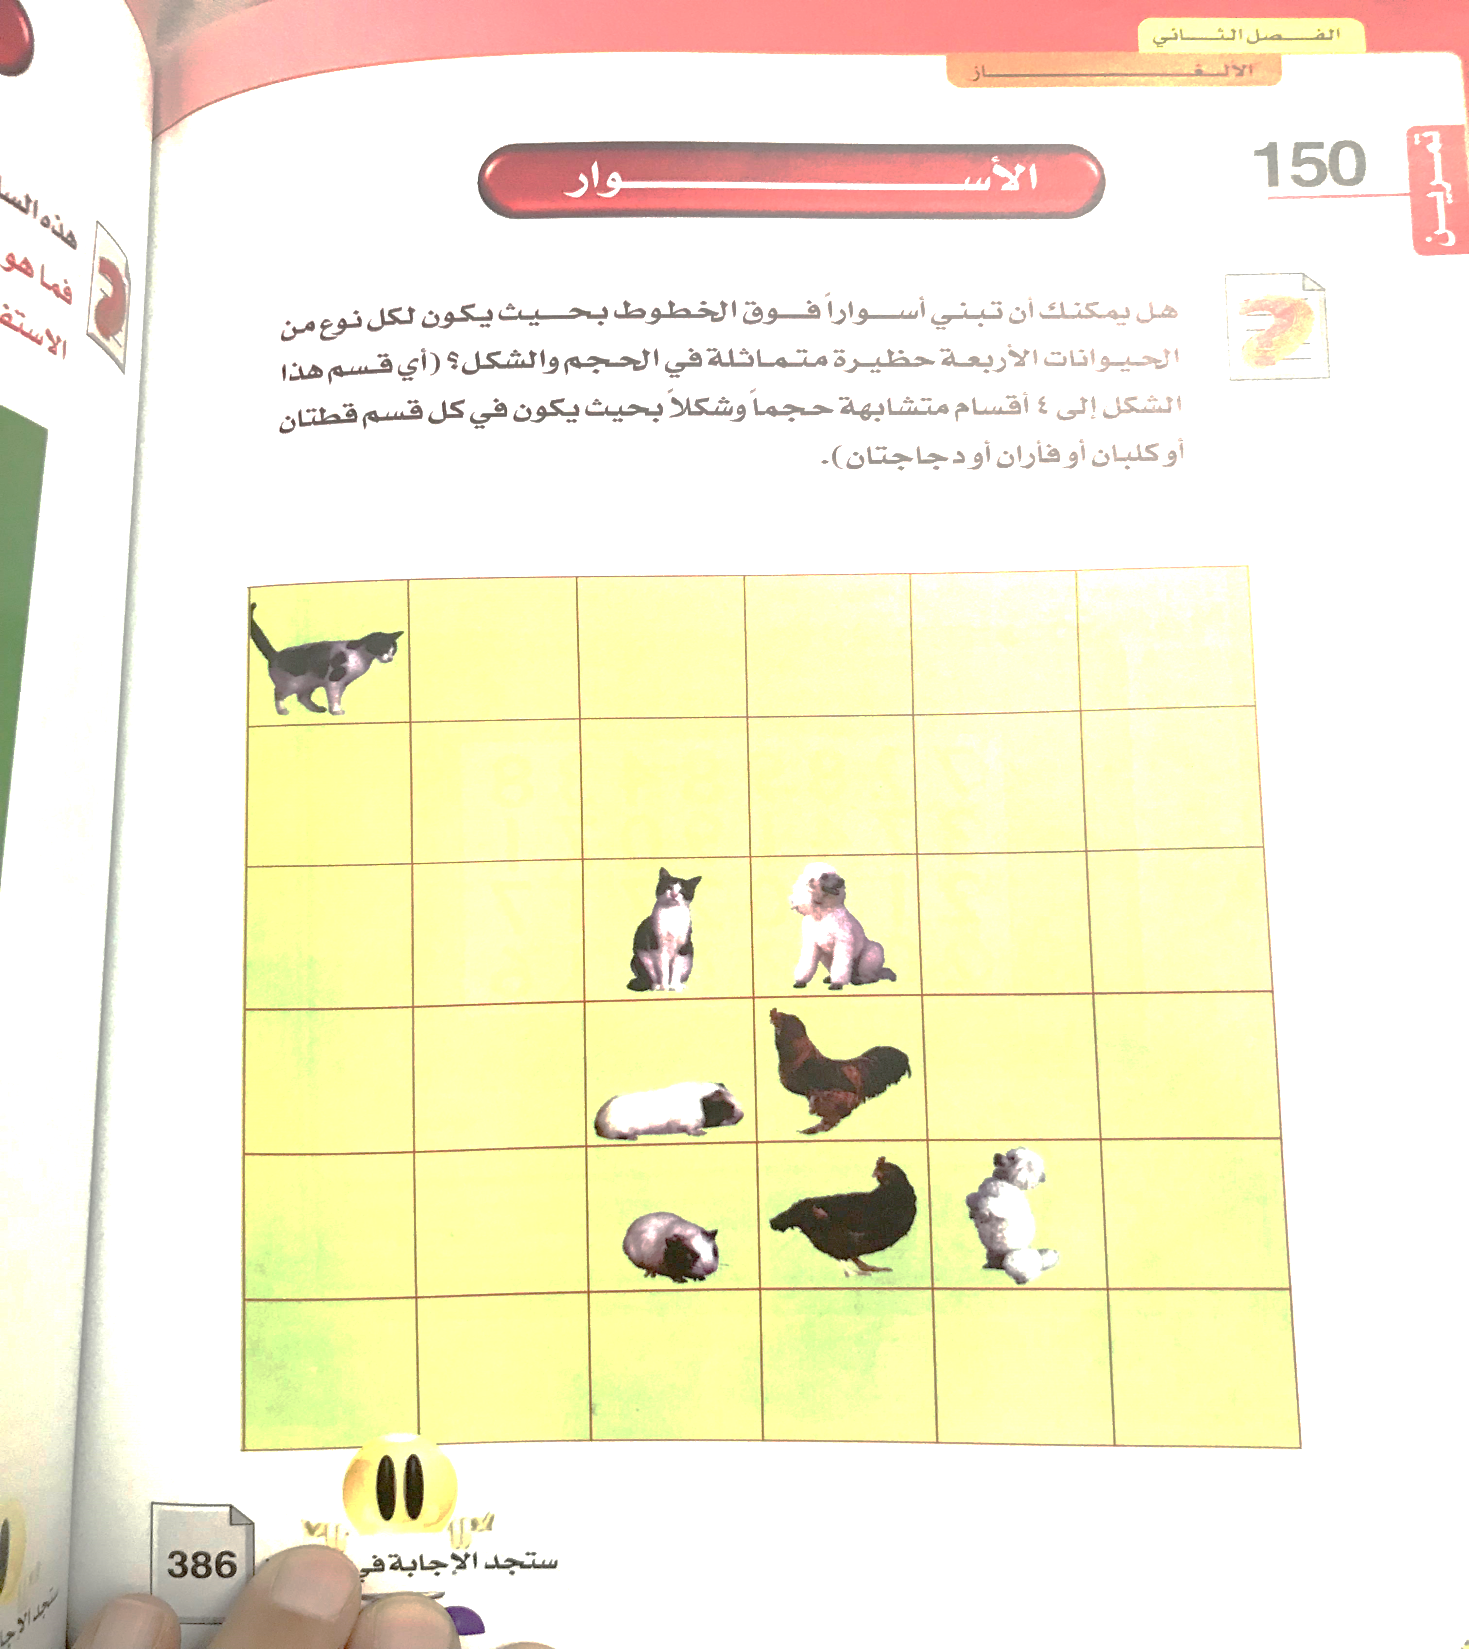 الفصل الثاني
الألغاز
تمرين
150
الأسوار
هل يمكنك أن تبني أسواراً فوق الخطوط بحيث يكون لكل نوع من
الحيوانات الأربعة حظيرة متماثلة في الحجم والشكل؟ (أي قسم هذا
الشكل إلى ٤ أقسام متشابهة حجماً وشكلاً بحيث يكون في كل قسم قطتان
أو كلبان أو فأران أو دجاجتان).
ستجد الإجابة في
386
فما هو